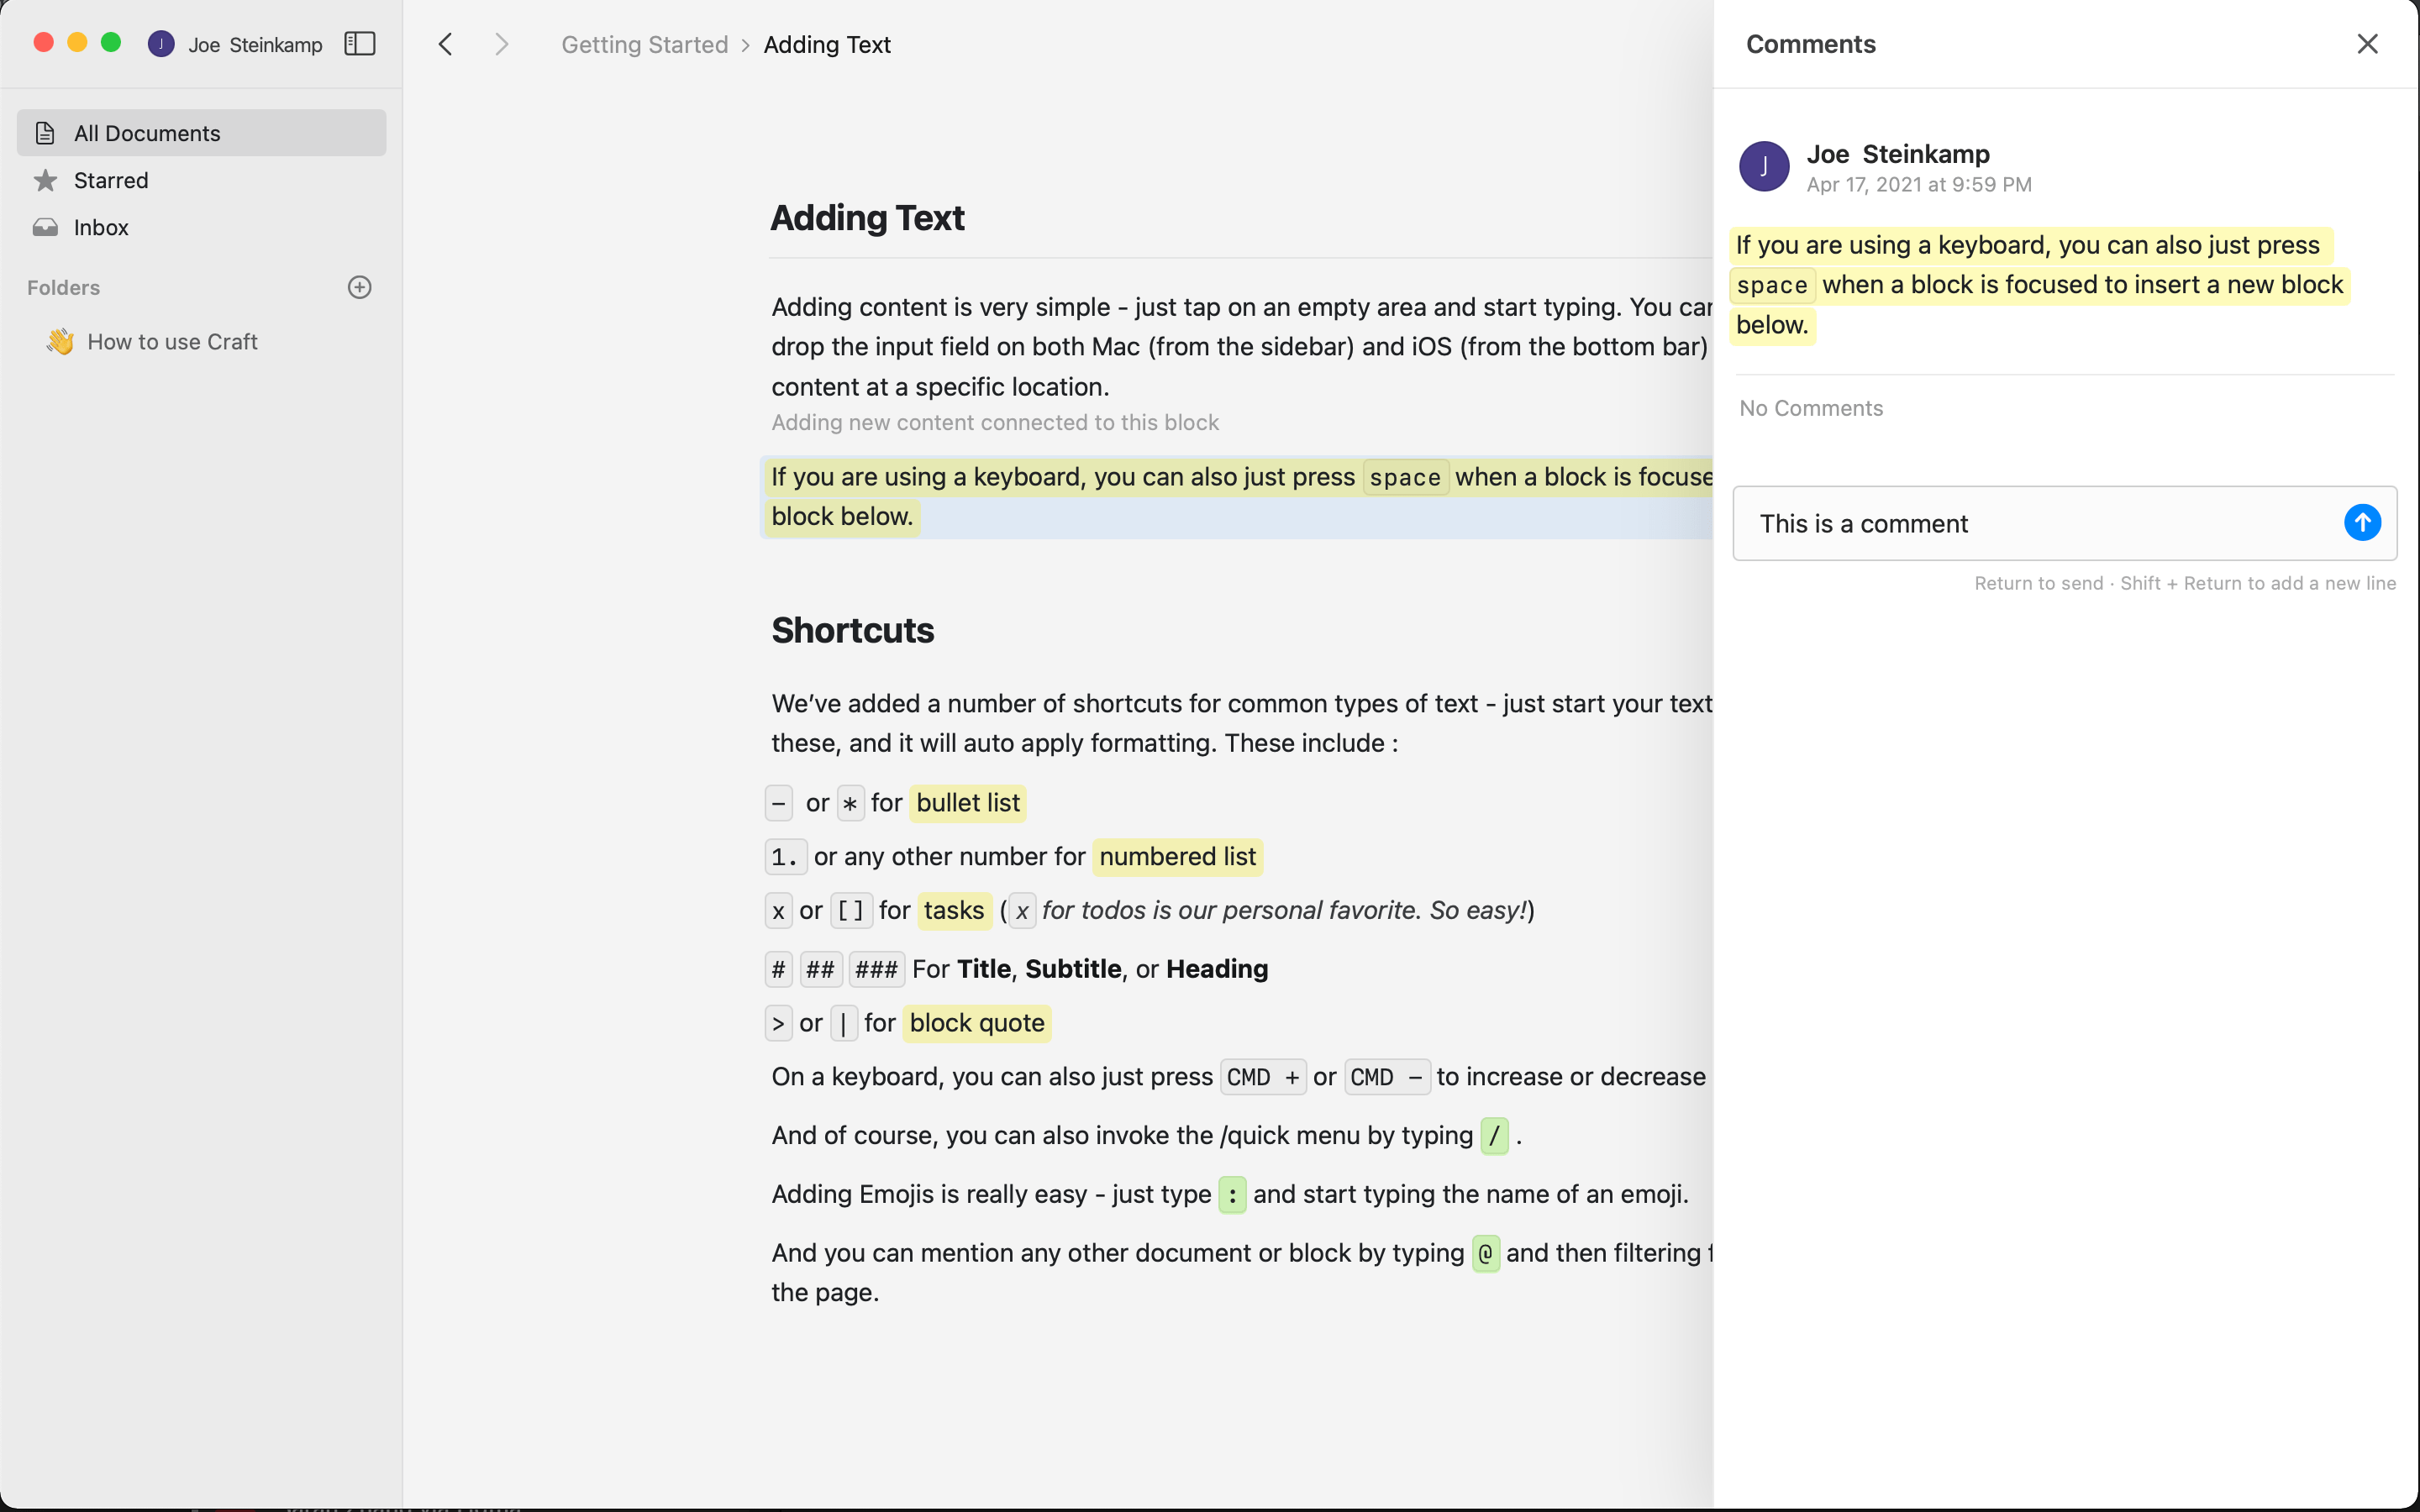 J Joe Steinkamp
All Documents
Starred
Inbox
Folders
How to use Craft
Getting Started > Adding Text
Adding Text
Adding content is very simple - just tap on an empty area and start typing. You can
drop the input field on both Mac (from the sidebar) and iOS (from the bottom bar)
content at a specific location.
Adding new content connected to this block
If you are using a keyboard, you can also just press space when a block is focuse
block below.
Shortcuts
We’ve added a number of shortcuts for common types of text - just start your text
these, and it will auto apply formatting. These include :
- or * for bullet list
1. or any other number for numbered list
x or [] for tasks (x for todos is our personal favorite. So easy!)
# ## ### For Title, Subtitle, or Heading
> or | for block quote
On a keyboard, you can also just press CMD + or CMD - to increase or decrease
And of course, you can also invoke the /quick menu by typing / .
Adding Emojis is really easy - just type : and start typing the name of an emoji.
And you can mention any other document or block by typing @ and then filtering
the page.
Comments
J
Joe Steinkamp
Apr 17, 2021 at 9:59 PM
If you are using a keyboard, you can also just press
space when a block is focused to insert a new block
below.
No Comments
This is a comment
Return to send · Shift + Return to add a new line